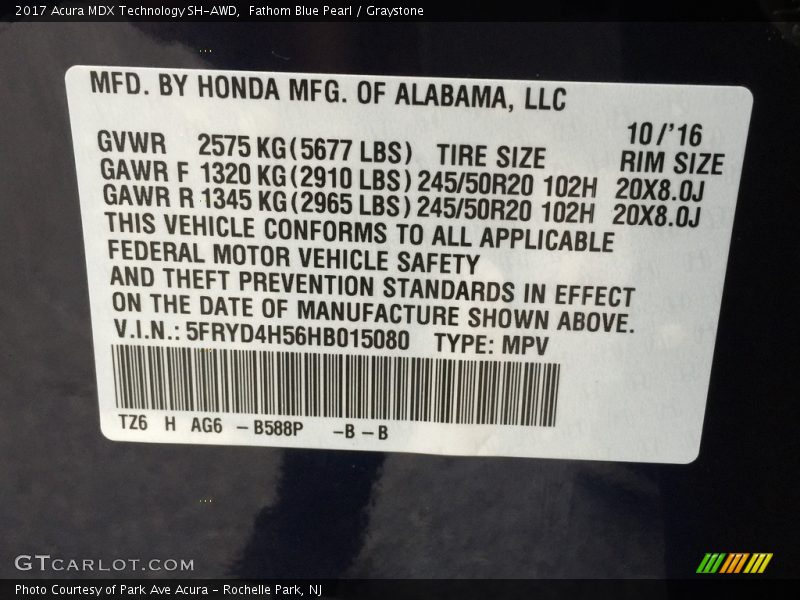 2017 Acura MDX Technology SH-AWD, Fathom Blue Pearl / Graystone
MFD. BY HONDA MFG. OF ALABAMA, LLC
10/'16
GVWR 2575 KG(5677 LBS) TIRE SIZE RIM SIZE
GAWR F 1320 KG(2910 LBS) 245/50R20 102H 20X8.0J
GAWR R 1345 KG(2965 LBS) 245/50R20 102H 20X8.0J
THIS VEHICLE CONFORMS TO ALL APPLICABLE
FEDERAL MOTOR VEHICLE SAFETY
AND THEFT PREVENTION STANDARDS IN EFFECT
ON THE DATE OF MANUFACTURE SHOWN ABOVE.
V.I.N.: 5FRYD4H56HB015080 TYPE: MPV
TZ6 H AG6 - B588P -B - B
GTCARLOT.COM
Photo Courtesy of Park Ave Acura - Rochelle Park, NJ